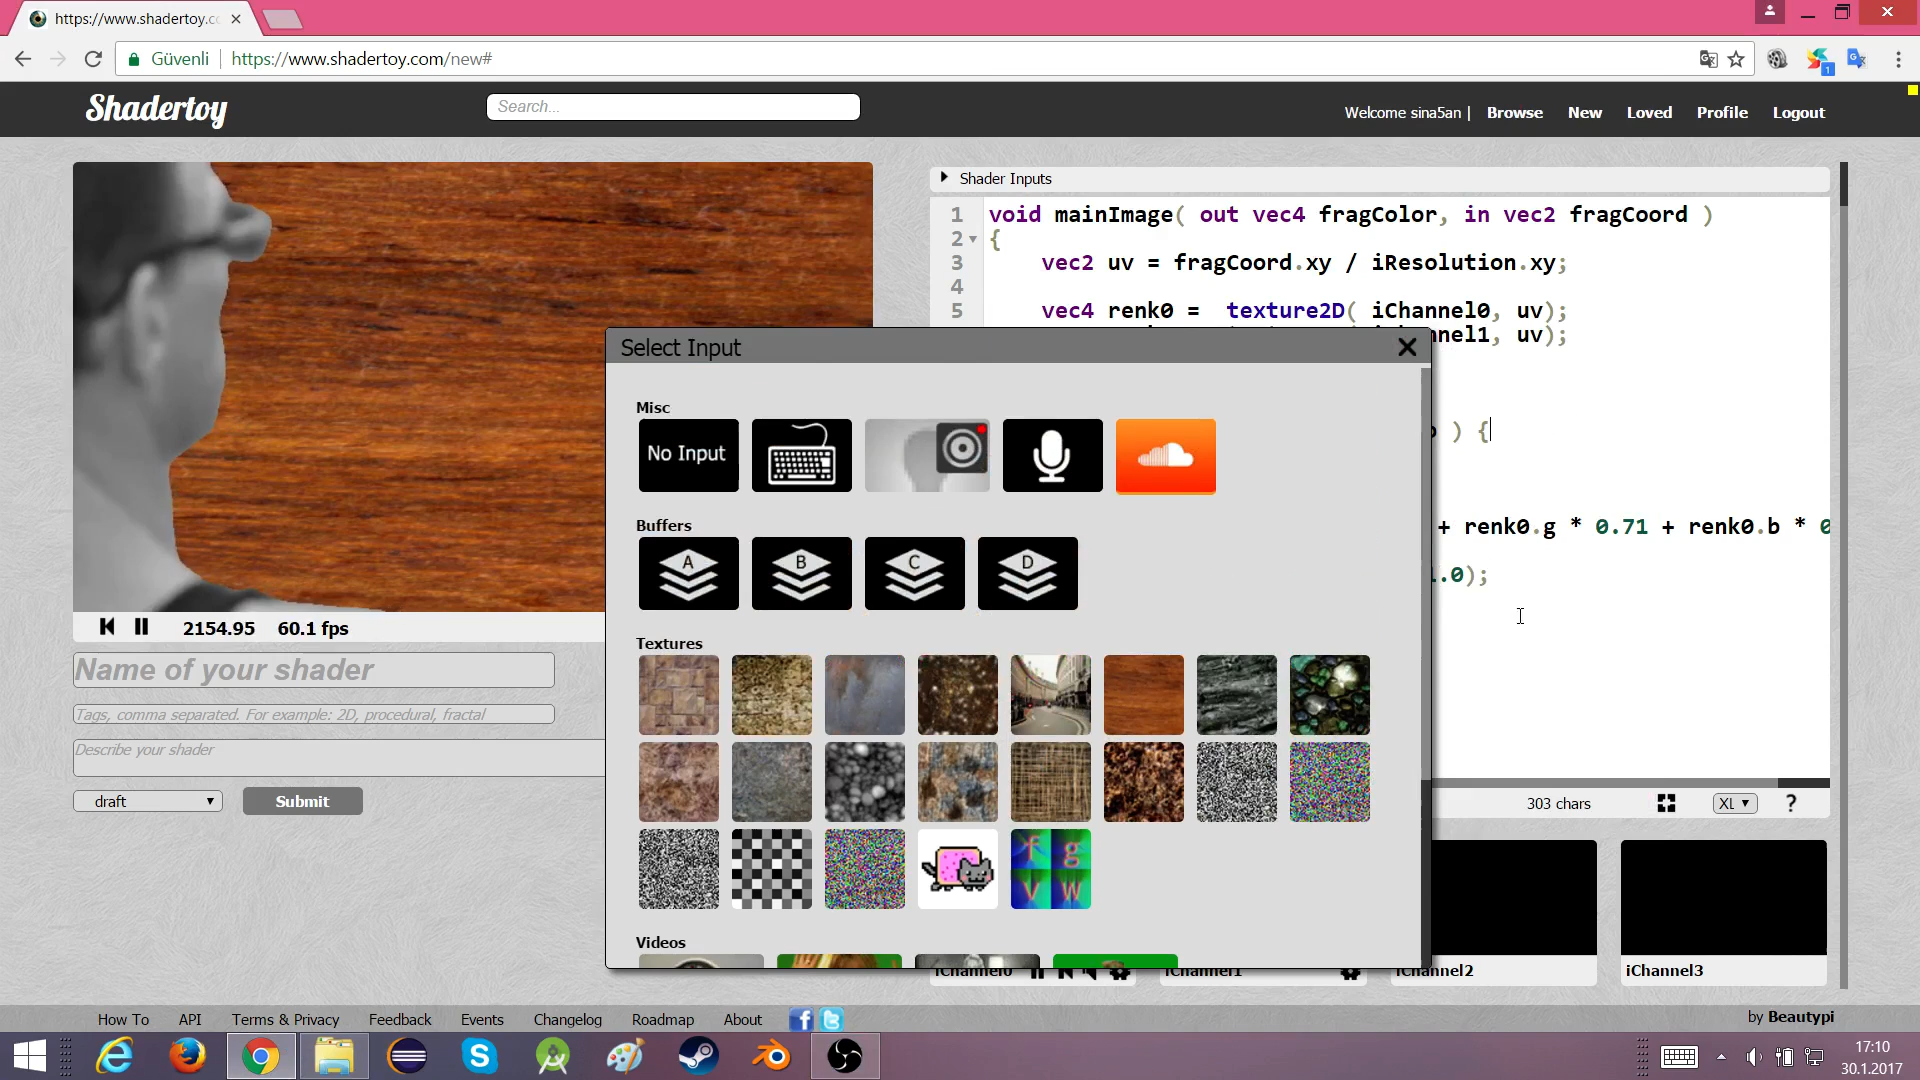 https://www.shadertoy.c
Güvenli
https://www.shadertoy.com/new#
1
Shadertoy
Search...
Welcome sina5an |
Browse
New
Loved
Profile
Logout
Shader Inputs
1 void mainImage( out vec4 fragColor, in vec2 fragCoord )
2 {
3 vec2 uv = fragCoord.xy / iResolution.xy;
4
5 vec4 renk0 = texture2D( iChannel0, uv);
nnel1, uv);
) {
+ renk0.g * 0.71 + renk0.b * 0
1.0);
Select Input
Misc
No Input
Buffers
A
B
C
D
Textures
f g
V W
Videos
2154.95
60.1 fps
Name of your shader
Tags, comma separated. For example: 2D, procedural, fractal
Describe your shader
draft
Submit
303 chars
XL
?
iChannel0
iChannel1
iChannel2
iChannel3
How To
API
Terms & Privacy
Feedback
Events
Changelog
Roadmap
About
by Beautypi
17:10
30.1.2017